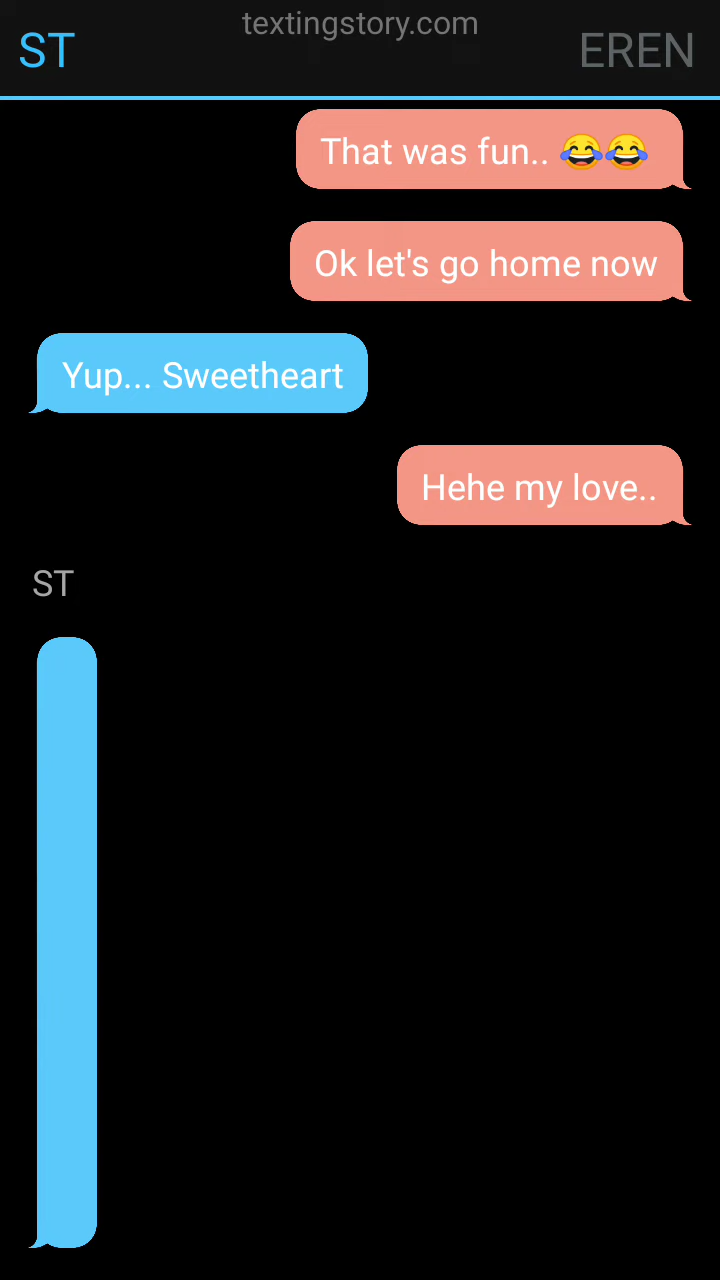 textingstory.com
ST
EREN
That was fun.. 😂😂
Ok let's go home now
Yup... Sweetheart
Hehe my love..
ST